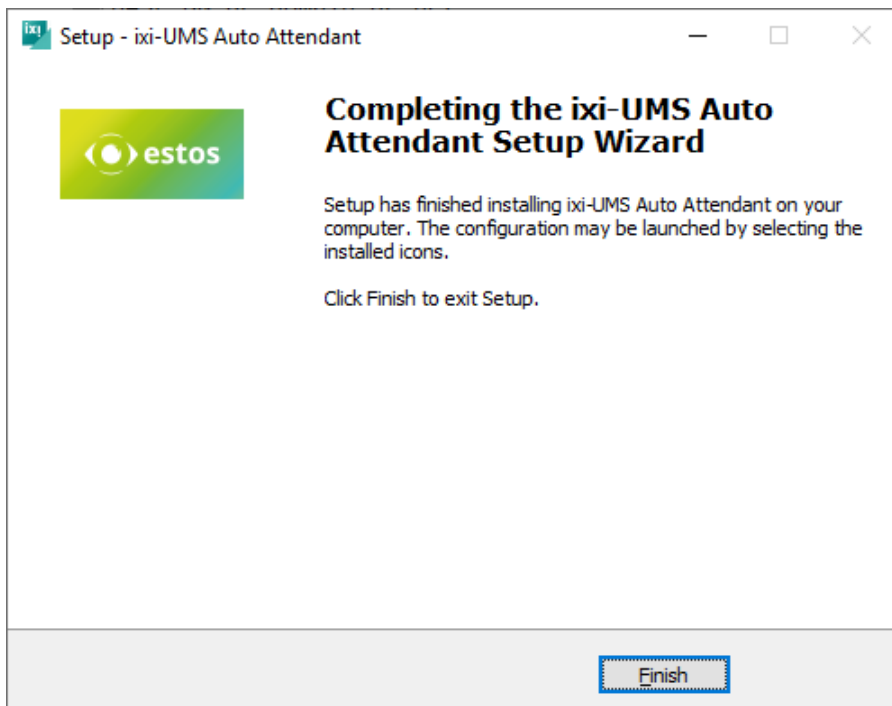 ixi
Setup - ixi-UMS Auto Attendant
estos
Completing the ixi-UMS Auto
Attendant Setup Wizard
Setup has finished installing ixi-UMS Auto Attendant on your
computer. The configuration may be launched by selecting the
installed icons.
Click Finish to exit Setup.
Finish